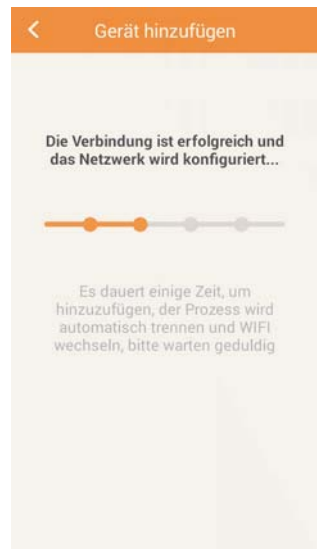 Gerät hinzufügen
Die Verbindung ist erfolgreich und
das Netzwerk wird konfiguriert...
Es dauert einige Zeit, um
hinzuzufügen, der Prozess wird
automatisch trennen und WIFI
wechseln, bitte warten geduldig